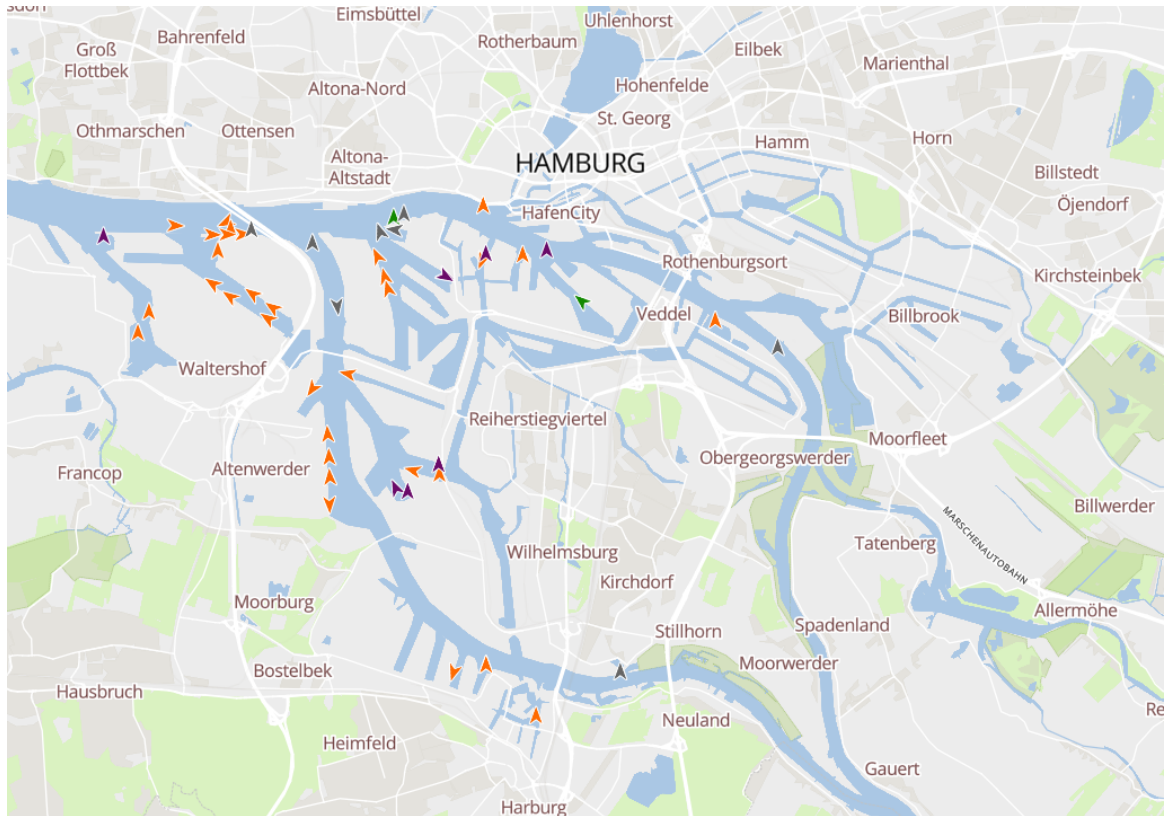 sdorf
Eimsbüttel
Uhlenhorst
Bahrenfeld
Rotherbaum
Groß
Flottbek
Eilbek
Marienthal
Altona-Nord
Hohenfelde
St. Georg
Othmarschen
Ottensen
Hamm
Horn
Altona-
Altstadt
HAMBURG
Billstedt
Öjendorf
HafenCity
Rothenburgsort
Kirchsteinbek
Veddel
Billbrook
Waltershof
Reiherstiegviertel
Moorfleet
Francop
Altenwerder
Obergeorgswerder
Billwerder
MARSCHENAUTOBAHN
Tatenberg
Wilhelmsburg
Kirchdorf
Moorburg
Allermöhe
Stillhorn
Spadenland
Bostelbek
Moorwerder
Hausbruch
Neuland
Re
Heimfeld
Gauert
Harburg